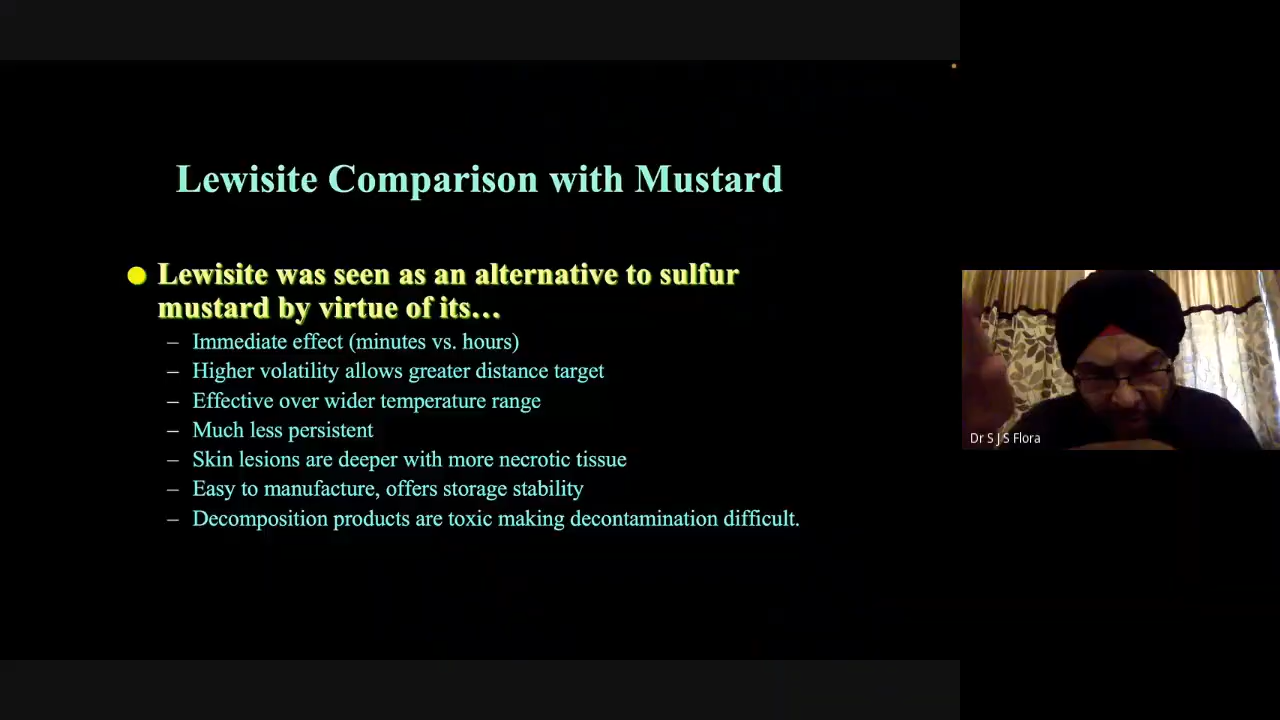 Lewisite Comparison with Mustard
Lewisite was seen as an alternative to sulfur
mustard by virtue of its...
– Immediate effect (minutes vs. hours)
– Higher volatility allows greater distance target
– Effective over wider temperature range
– Much less persistent
– Skin lesions are deeper with more necrotic tissue
– Easy to manufacture, offers storage stability
– Decomposition products are toxic making decontamination difficult.
Dr S J S Flora